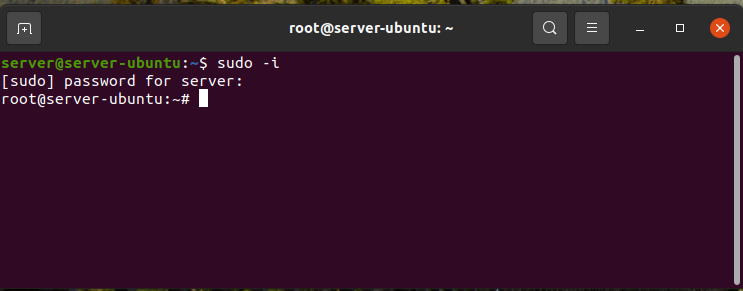 root@server-ubuntu: ~
server@server-ubuntu:~$ sudo -i
[sudo] password for server:
root@server-ubuntu:~#